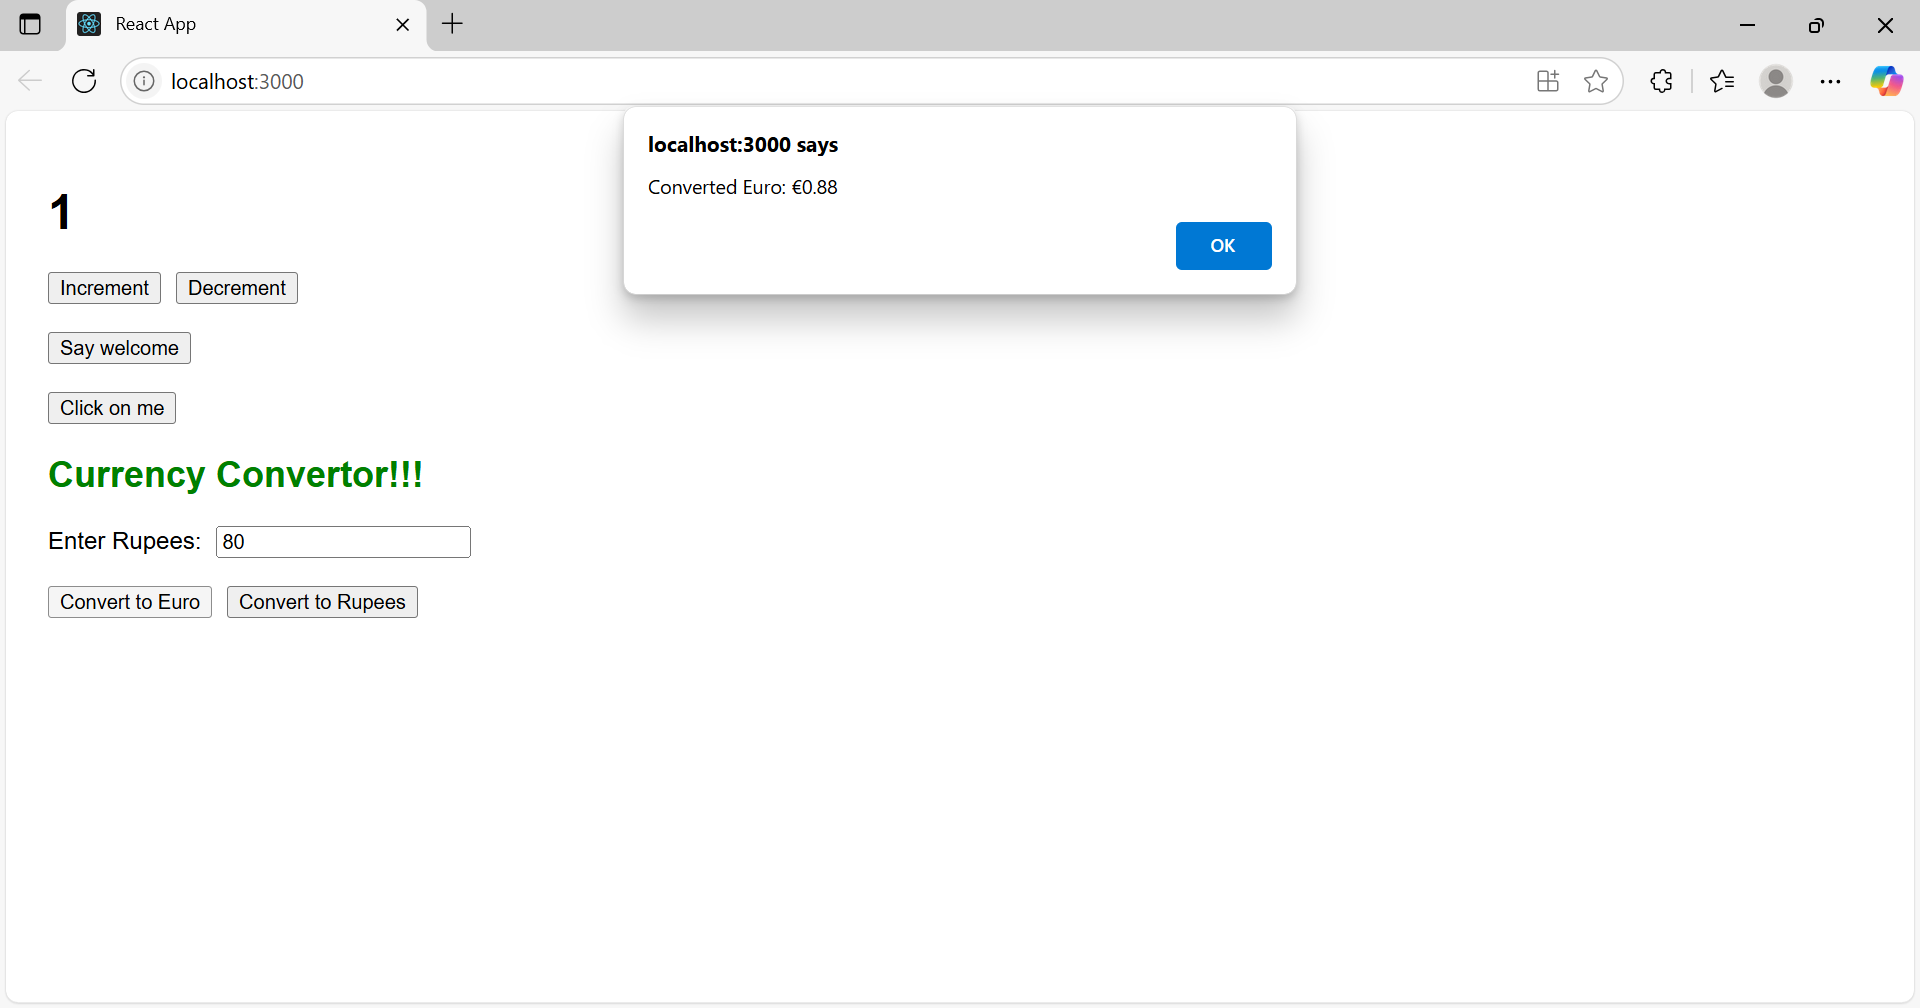 React App
localhost:3000
localhost:3000 says
Converted Euro: €0.88
OK
1
Increment Decrement
Say welcome
Click on me
Currency Convertor!!!
Enter Rupees: 80
Convert to Euro Convert to Rupees